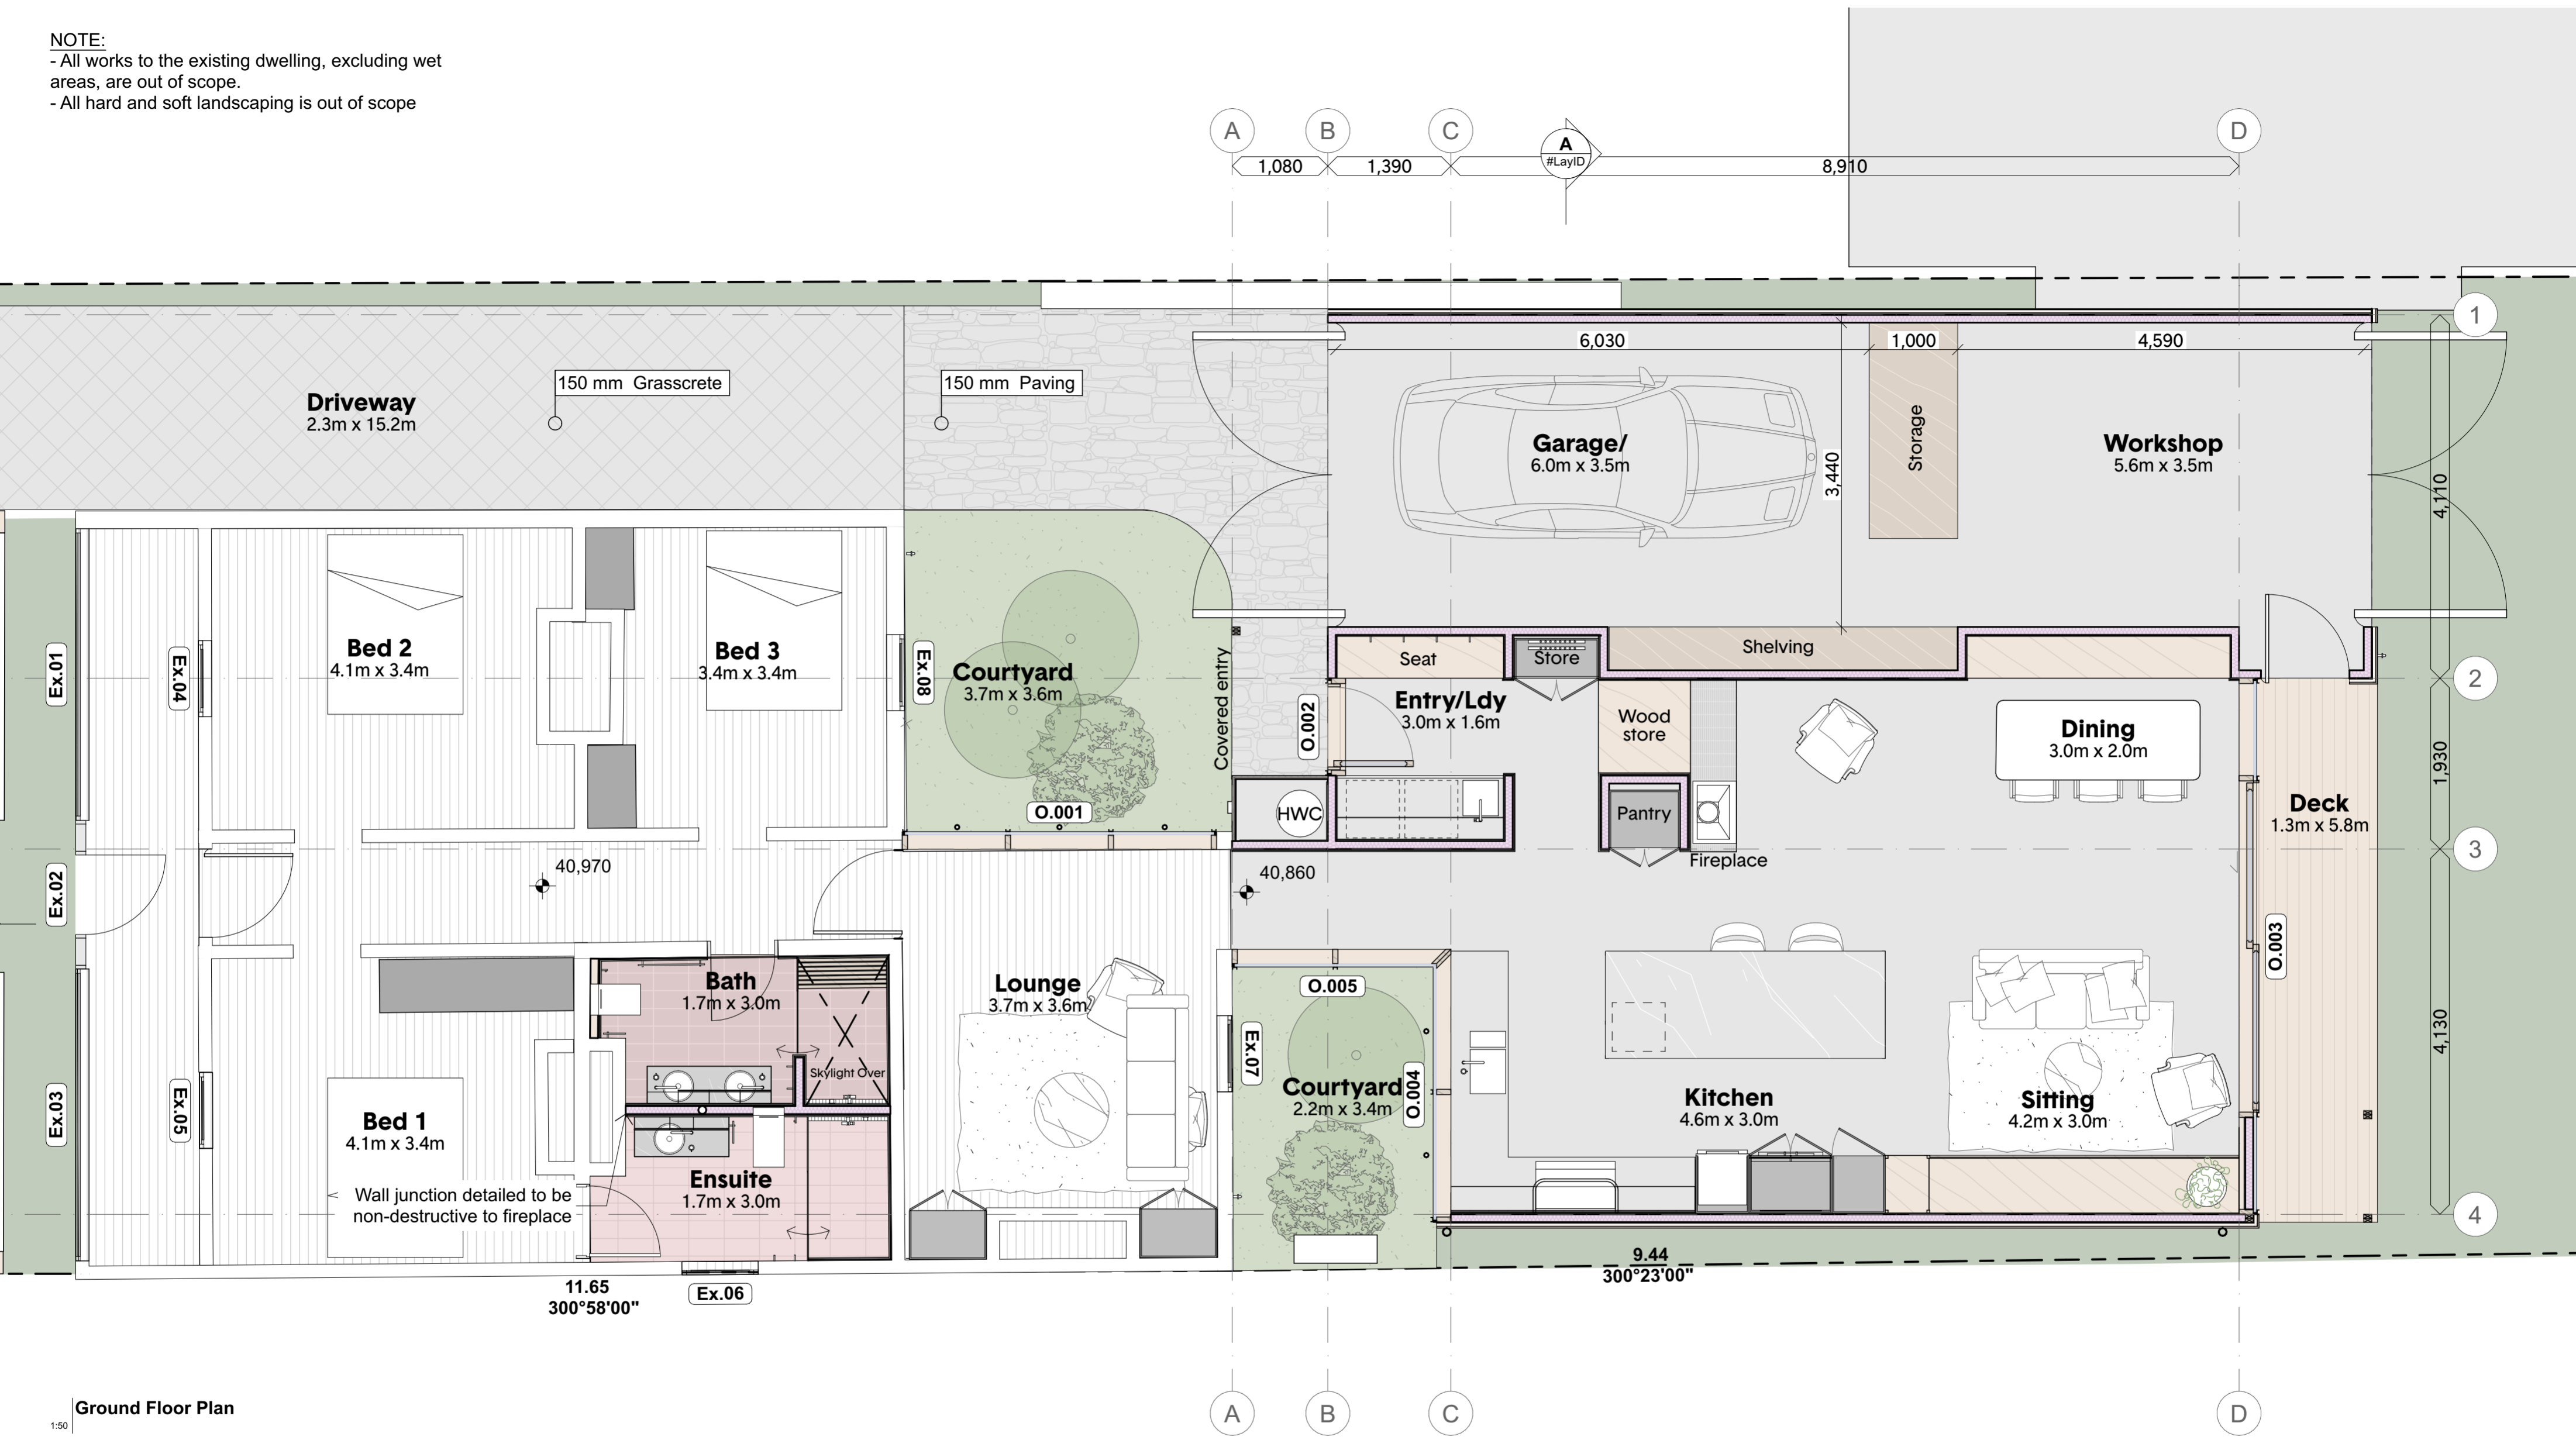 NOTE:
- All works to the existing dwelling, excluding wet
areas, are out of scope.
- All hard and soft landscaping is out of scope
A
B
C
D
A
#LayID
1,080
1,390
8,910
1
6,030
1,000
4,590
150 mm  Grasscrete
150 mm  Paving
Driveway
2.3m x 15.2m
Garage/
6.0m x 3.5m
3,440
Storage
Workshop
5.6m x 3.5m
4,110
Ex.01
Ex.04
Bed 2
4.1m x 3.4m
Bed 3
3.4m x 3.4m
Ex.08
Courtyard
3.7m x 3.6m
O.001
Covered entry
O.002
Seat
Store
Shelving
2
Entry/Ldy
3.0m x 1.6m
Wood
store
Dining
3.0m x 2.0m
1,930
HWC
Pantry
Fireplace
Deck
1.3m x 5.8m
3
Ex.02
40,970
40,860
Ex.03
Ex.05
Bath
1.7m x 3.0m
Skylight Over
Lounge
3.7m x 3.6m
Ex.07
O.005
O.004
O.003
4,130
Courtyard
2.2m x 3.4m
Kitchen
4.6m x 3.0m
Sitting
4.2m x 3.0m
Bed 1
4.1m x 3.4m
Ensuite
1.7m x 3.0m
Wall junction detailed to be
non-destructive to fireplace
4
11.65
300°58'00"
Ex.06
9.44
300°23'00"
A
B
C
D
Ground Floor Plan
1:50